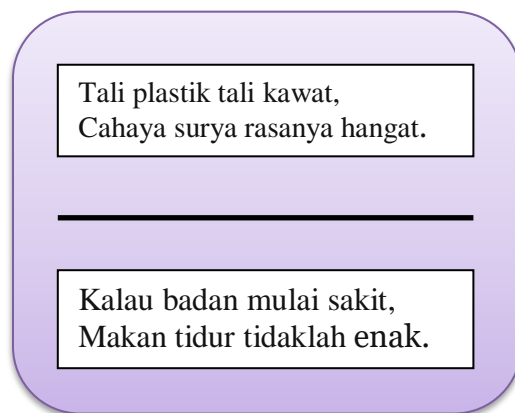 Tali plastik tali kawat,
Cahaya surya rasanya hangat.
Kalau badan mulai sakit,
Makan tidur tidaklah enak.